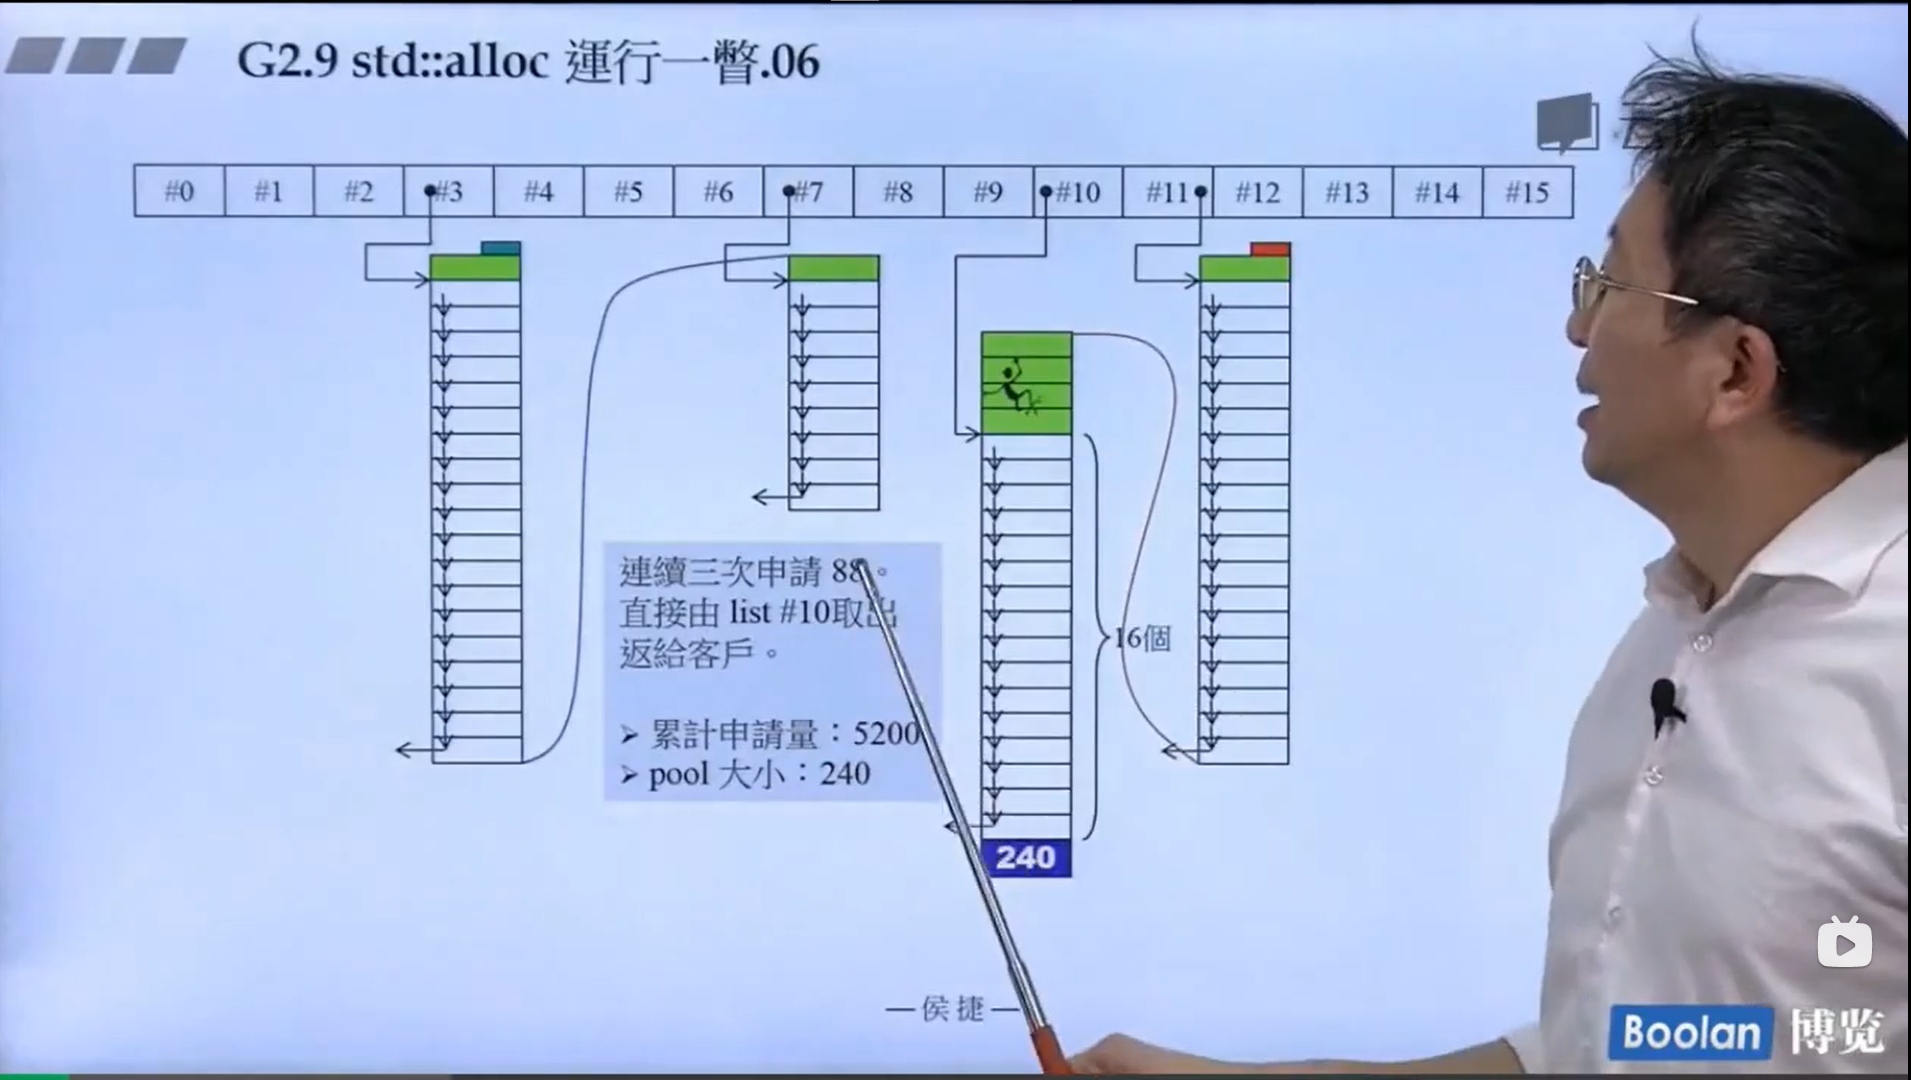 G2.9 std::alloc 運行一瞥.06
#0 #1 #2 #3 #4 #5 #6 #7 #8 #9 #10 #11 #12 #13 #14 #15
連續三次申請 88。
直接由 list #10取出
返給客戶。
➢ 累計申請量：5200
➢ pool 大小：240
16個
240
—侯捷—
Boolan 博览